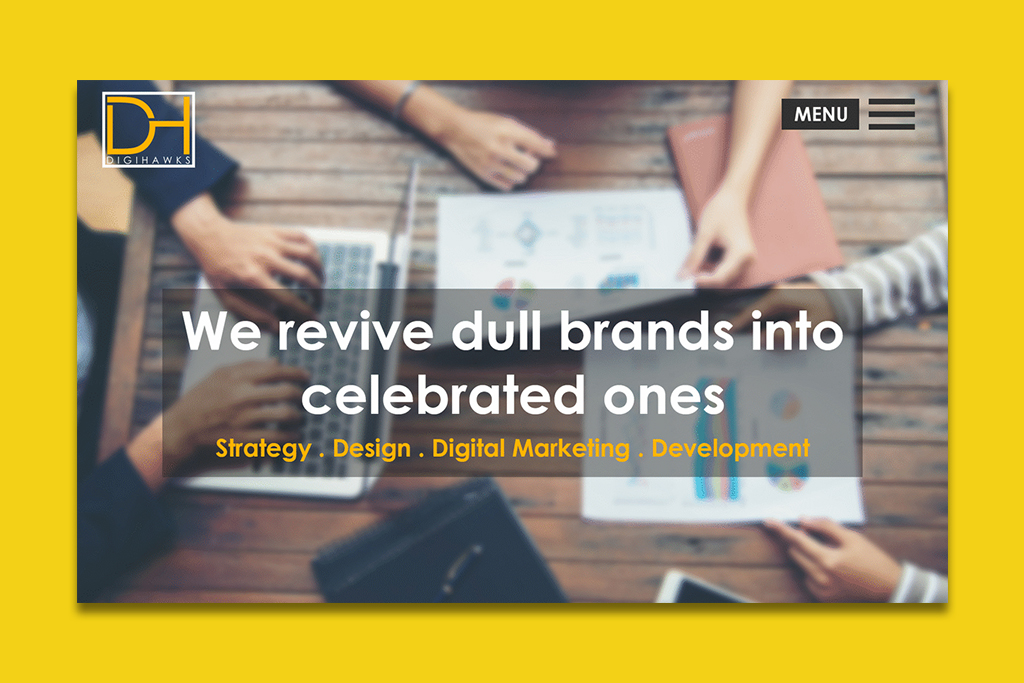 DH
DIGIHAWKS
MENU
We revive dull brands into
celebrated ones
Strategy . Design . Digital Marketing . Development